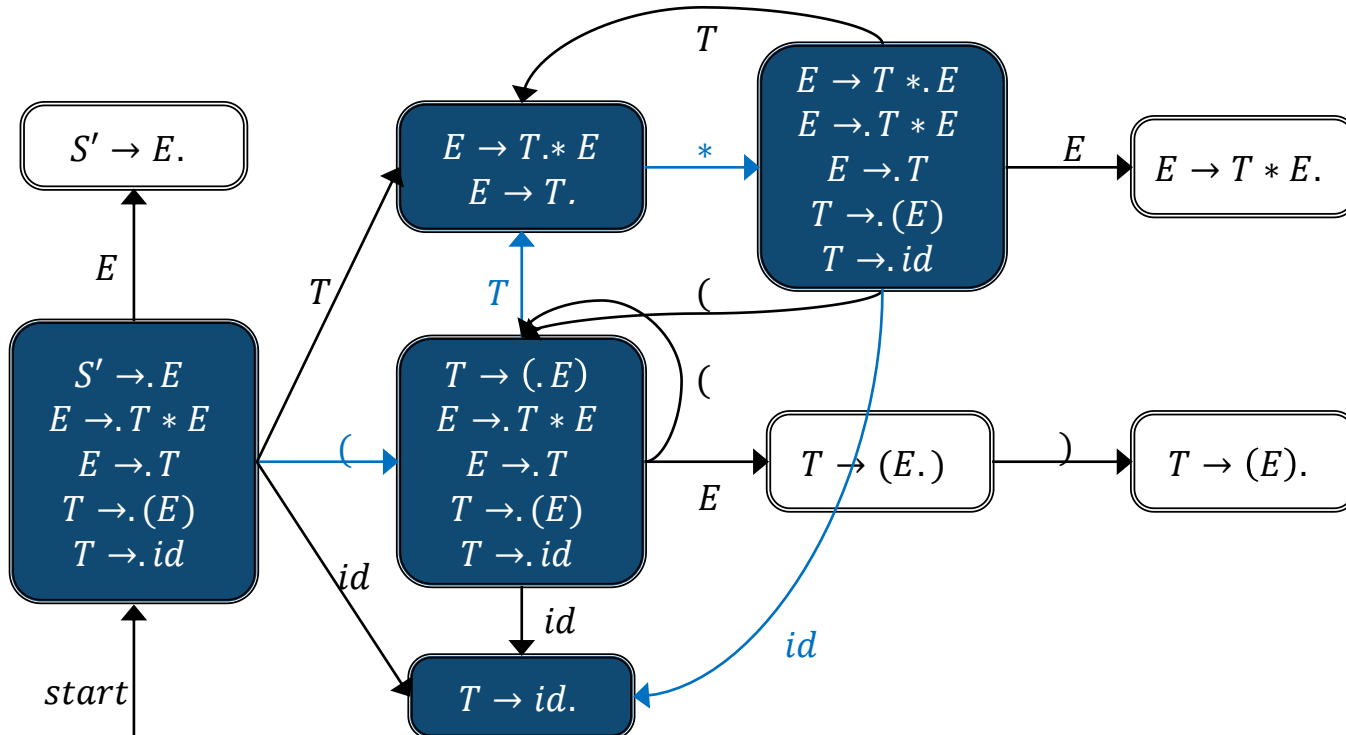 T
E → T ∗. E
E →. T ∗ E
E →. T
T →. (E)
T →. id
S′ → E.
E → T.∗ E
E → T.
∗
E
E → T ∗ E.
E
T
T
(
S′ →. E
E →. T ∗ E
E →. T
T →. (E)
T →. id
(
T → (. E)
E →. T ∗ E
E →. T
T →. (E)
T →. id
(
E
T → (E. )
)
T → (E).
id
id
id
start
T → id.